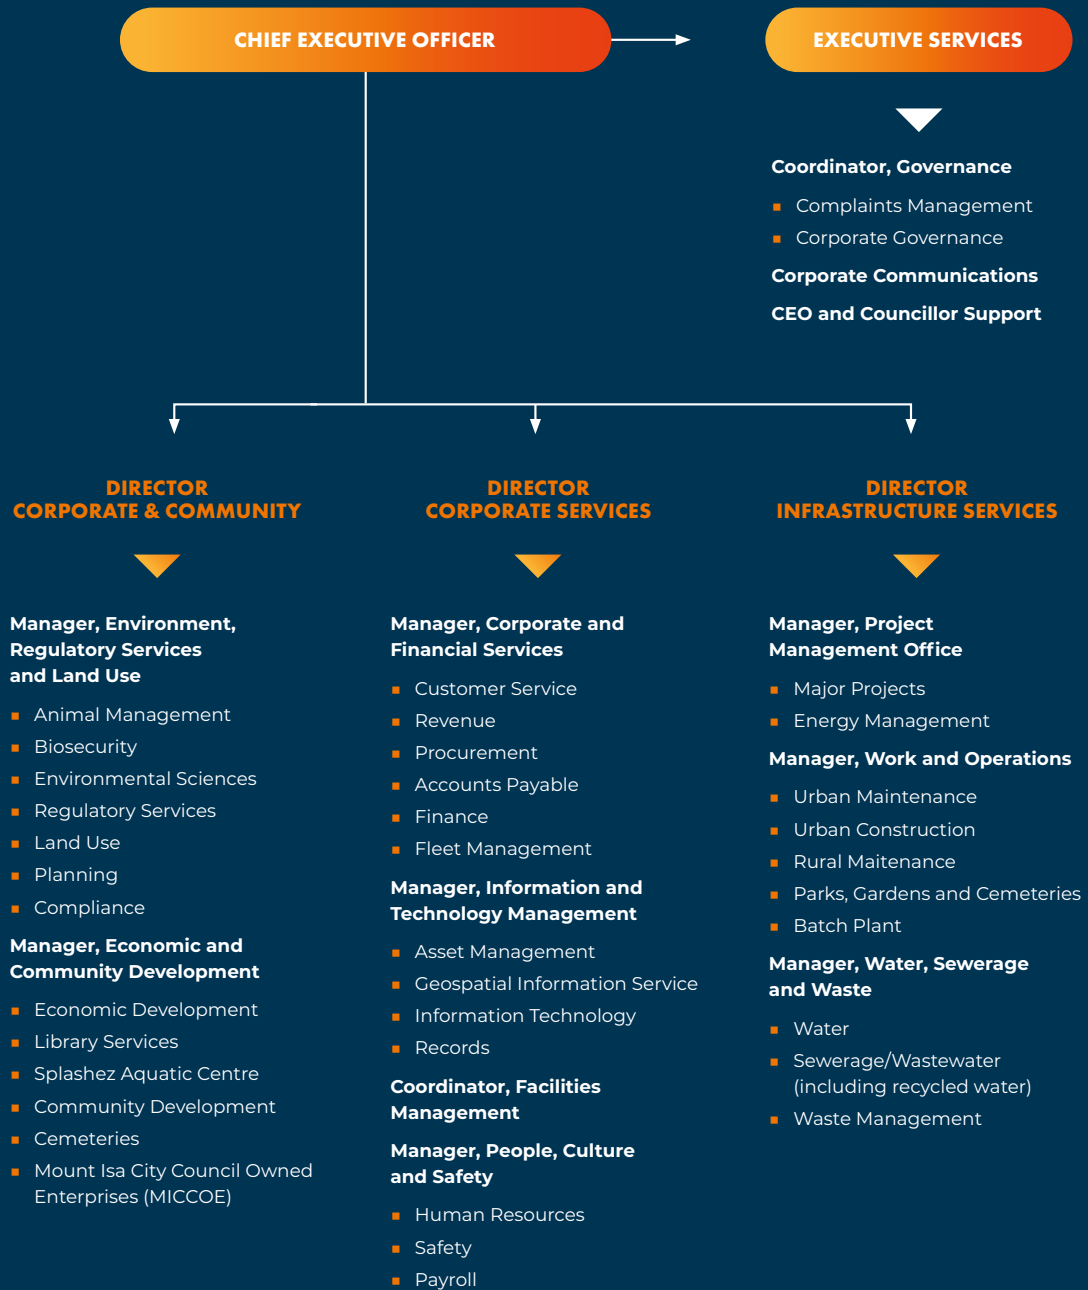 CHIEF EXECUTIVE OFFICER
EXECUTIVE SERVICES
Coordinator, Governance
Complaints Management
Corporate Governance
Corporate Communications
CEO and Councillor Support
DIRECTOR
CORPORATE & COMMUNITY
Manager, Environment,
Regulatory Services
and Land Use
Animal Management
Biosecurity
Environmental Sciences
Regulatory Services
Land Use
Planning
Compliance
Manager, Economic and
Community Development
Economic Development
Library Services
Splashez Aquatic Centre
Community Development
Cemeteries
Mount Isa City Council Owned
Enterprises (MICCOE)
DIRECTOR
CORPORATE SERVICES
Manager, Corporate and
Financial Services
Customer Service
Revenue
Procurement
Accounts Payable
Finance
Fleet Management
Manager, Information and
Technology Management
Asset Management
Geospatial Information Service
Information Technology
Records
Coordinator, Facilities
Management
Manager, People, Culture
and Safety
Human Resources
Safety
Payroll
DIRECTOR
INFRASTRUCTURE SERVICES
Manager, Project
Management Office
Major Projects
Energy Management
Manager, Work and Operations
Urban Maintenance
Urban Construction
Rural Maitenance
Parks, Gardens and Cemeteries
Batch Plant
Manager, Water, Sewerage
and Waste
Water
Sewerage/Wastewater
(including recycled water)
Waste Management